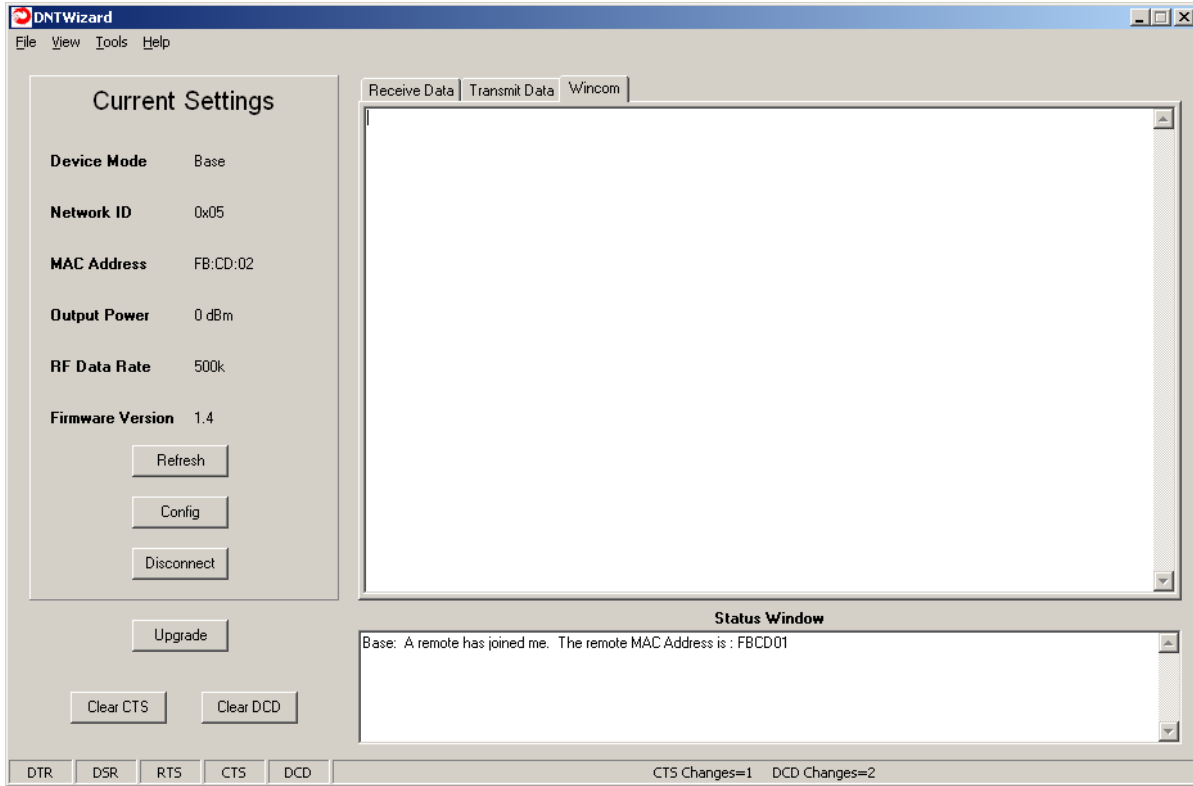 DNTWizard
File View Tools Help
Current Settings
Device Mode Base
Network ID 0x05
MAC Address FB:CD:02
Output Power 0 dBm
RF Data Rate 500k
Firmware Version 1.4
Refresh
Config
Disconnect
Upgrade
Clear CTS Clear DCD
Receive Data Transmit Data Wincom
Status Window
Base: A remote has joined me. The remote MAC Address is : FBCD01
DTR DSR RTS CTS DCD CTS Changes=1 DCD Changes=2